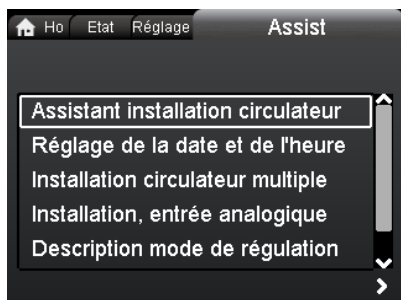 Ho Etat Réglage Assist
Assistant installation circulateur
Réglage de la date et de l'heure
Installation circulateur multiple
Installation, entrée analogique
Description mode de régulation